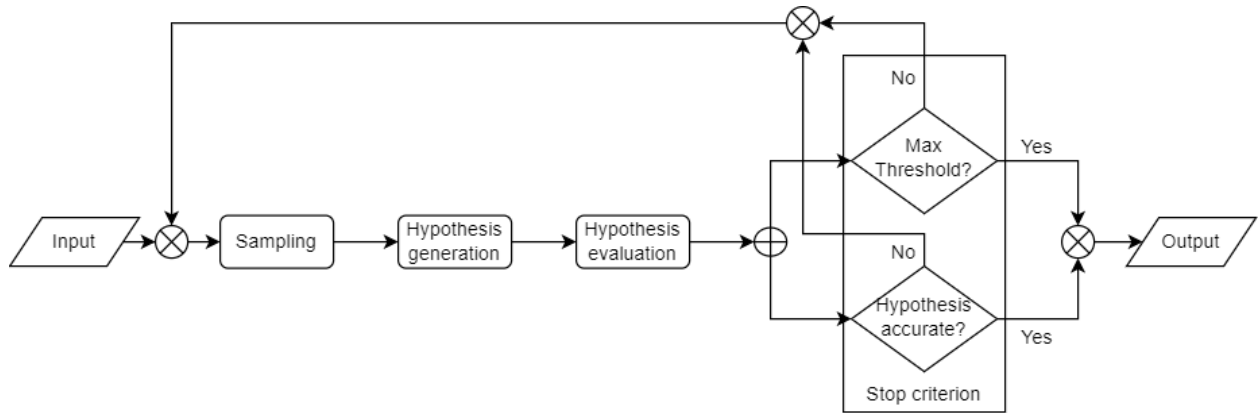 No
Max
Threshold?
Yes
Input
Sampling
Hypothesis
generation
Hypothesis
evaluation
No
Hypothesis
accurate?
Yes
Output
Stop criterion